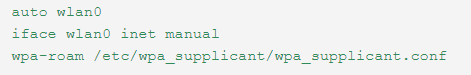 auto wlan0
iface wlan0 inet manual
wpa-roam /etc/wpa_supplicant/wpa_supplicant.conf